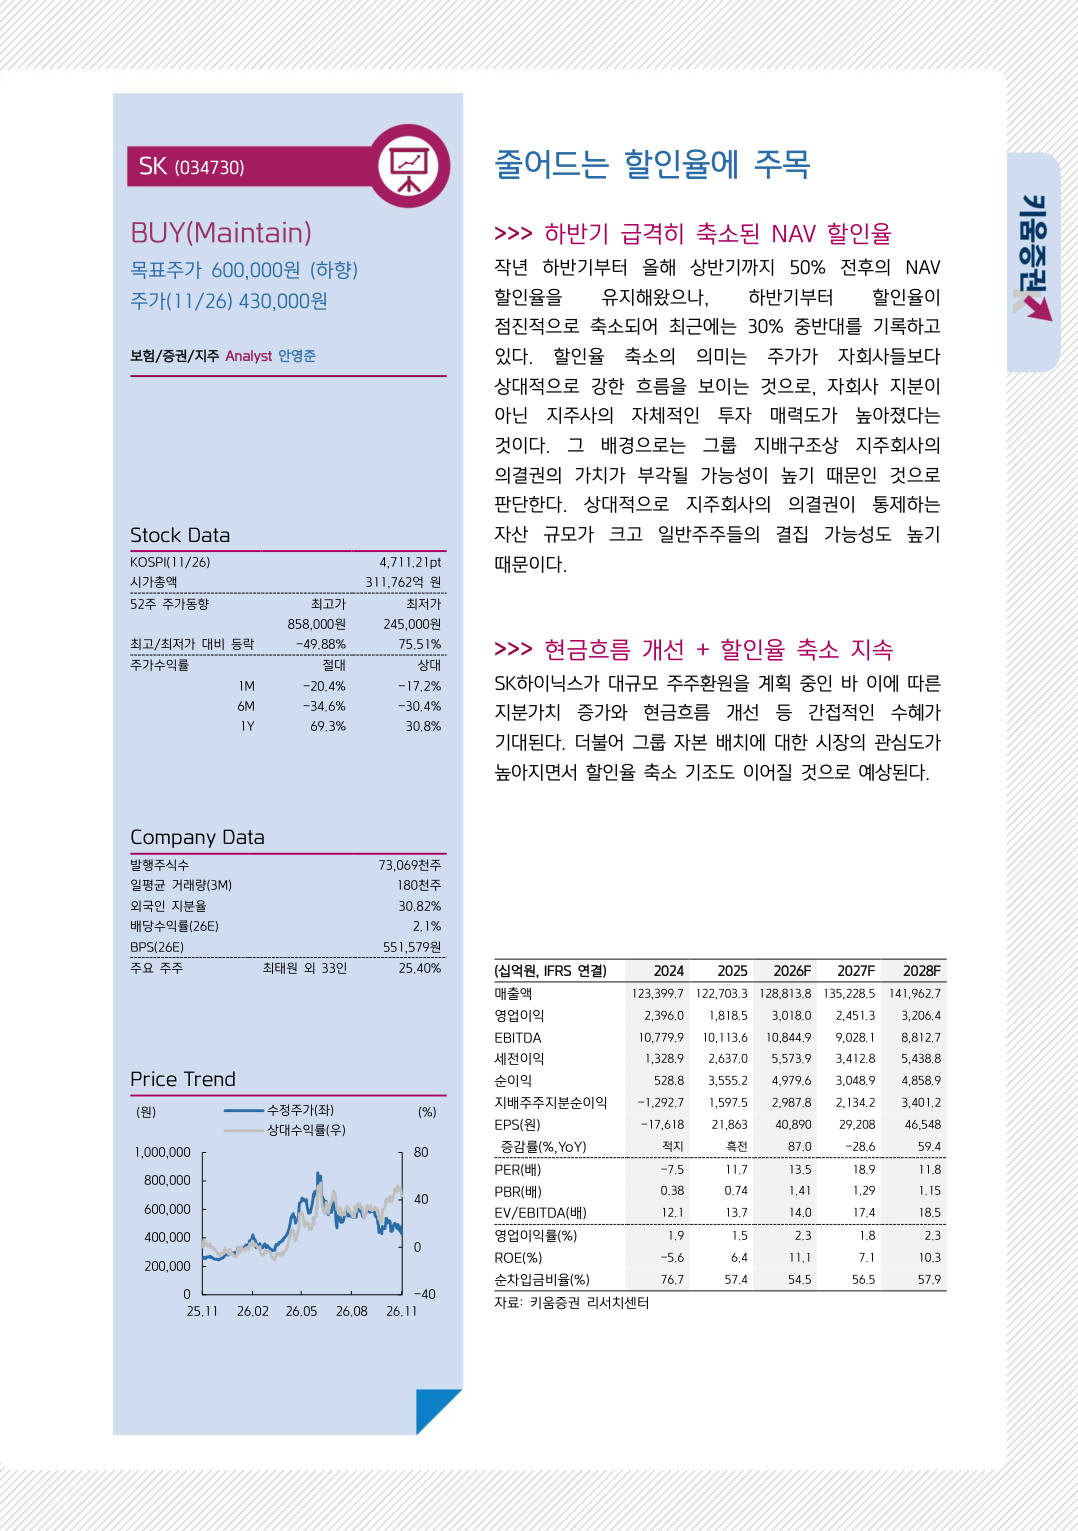 SK (034730)
BUY(Maintain)
목표주가 600,000원 (하향)
주가(11/26) 430,000원
보험/증권/지주 Analyst 안영준
Stock Data
KOSPI(11/26) 4,711.21pt
시가총액 311,762억 원
52주 주가동향 최고가 최저가
858,000원 245,000원
최고/최저가 대비 등락 -49.88% 75.51%
주가수익률 절대 상대
1M -20.4% -17.2%
6M -34.6% -30.4%
1Y 69.3% 30.8%
Company Data
발행주식수 73,069천주
일평균 거래량(3M) 180천주
외국인 지분율 30.82%
배당수익률(26E) 2.1%
BPS(26E) 551,579원
주요 주주 최태원 외 33인 25.40%
Price Trend
(원) 수정주가(좌) (%)
상대수익률(우)
1,000,000 80
800,000
600,000 40
400,000 0
200,000
0 -40
25.11 26.02 26.05 26.08 26.11
줄어드는 할인율에 주목
>>> 하반기 급격히 축소된 NAV 할인율
작년 하반기부터 올해 상반기까지 50% 전후의 NAV
할인율을 유지해왔으나, 하반기부터 할인율이
점진적으로 축소되어 최근에는 30% 중반대를 기록하고
있다. 할인율 축소의 의미는 주가가 자회사들보다
상대적으로 강한 흐름을 보이는 것으로, 자회사 지분이
아닌 지주사의 자체적인 투자 매력도가 높아졌다는
것이다. 그 배경으로는 그룹 지배구조상 지주회사의
의결권의 가치가 부각될 가능성이 높기 때문인 것으로
판단한다. 상대적으로 지주회사의 의결권이 통제하는
자산 규모가 크고 일반주주들의 결집 가능성도 높기
때문이다.
>>> 현금흐름 개선 + 할인율 축소 지속
SK하이닉스가 대규모 주주환원을 계획 중인 바 이에 따른
지분가치 증가와 현금흐름 개선 등 간접적인 수혜가
기대된다. 더불어 그룹 자본 배치에 대한 시장의 관심도가
높아지면서 할인율 축소 기조도 이어질 것으로 예상된다.
(십억원, IFRS 연결) 2024 2025 2026F 2027F 2028F
매출액 123,399.7 122,703.3 128,813.8 135,228.5 141,962.7
영업이익 2,396.0 1,818.5 3,018.0 2,451.3 3,206.4
EBITDA 10,779.9 10,113.6 10,844.9 9,028.1 8,812.7
세전이익 1,328.9 2,637.0 5,573.9 3,412.8 5,438.8
순이익 528.8 3,555.2 4,979.6 3,048.9 4,858.9
지배주주지분순이익 -1,292.7 1,597.5 2,987.8 2,134.2 3,401.2
EPS(원) -17,618 21,863 40,890 29,208 46,548
증감률(%,YoY) 적지 흑전 87.0 -28.6 59.4
PER(배) -7.5 11.7 13.5 18.9 11.8
PBR(배) 0.38 0.74 1.41 1.29 1.15
EV/EBITDA(배) 12.1 13.7 14.0 17.4 18.5
영업이익률(%) 1.9 1.5 2.3 1.8 2.3
ROE(%) -5.6 6.4 11.1 7.1 10.3
순차입금비율(%) 76.7 57.4 54.5 56.5 57.9
자료: 키움증권 리서치센터
키움증권